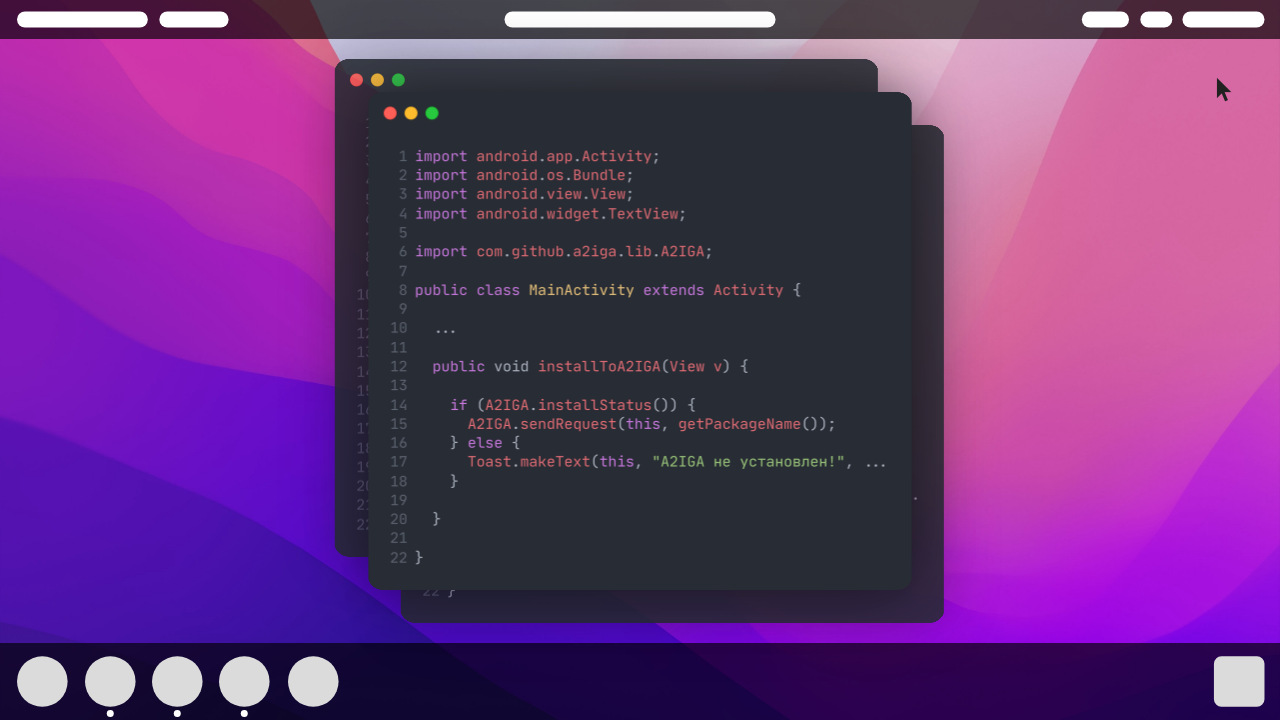 1 import android.app.Activity;
2 import android.os.Bundle;
3 import android.view.View;
4 import android.widget.TextView;
5
6 import com.github.a2iga.lib.A2IGA;
7
8 public class MainActivity extends Activity {
9
10 ...
11
12 public void installToA2IGA(View v) {
13
14 if (A2IGA.installStatus()) {
15 A2IGA.sendRequest(this, getPackageName());
16 } else {
17 Toast.makeText(this, "A2IGA не установлен!", ...
18 }
19
20 }
21
22 }
22 }